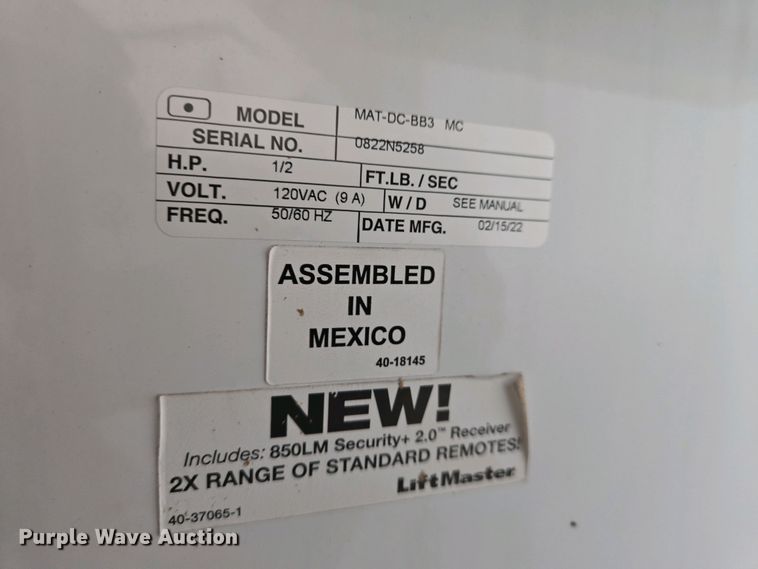 MODEL MAT-DC-BB3 MC
SERIAL NO. 0822N5258
H.P. 1/2 FT.LB. / SEC
VOLT. 120VAC (9 A) W / D SEE MANUAL
FREQ. 50/60 HZ DATE MFG. 02/15/22
ASSEMBLED
IN
MEXICO
40-18145
NEW!
Includes: 850LM Security+ 2.0™ Receiver
2X RANGE OF STANDARD REMOTES!
LiftMaster
40-37065-1
Purple Wave Auction